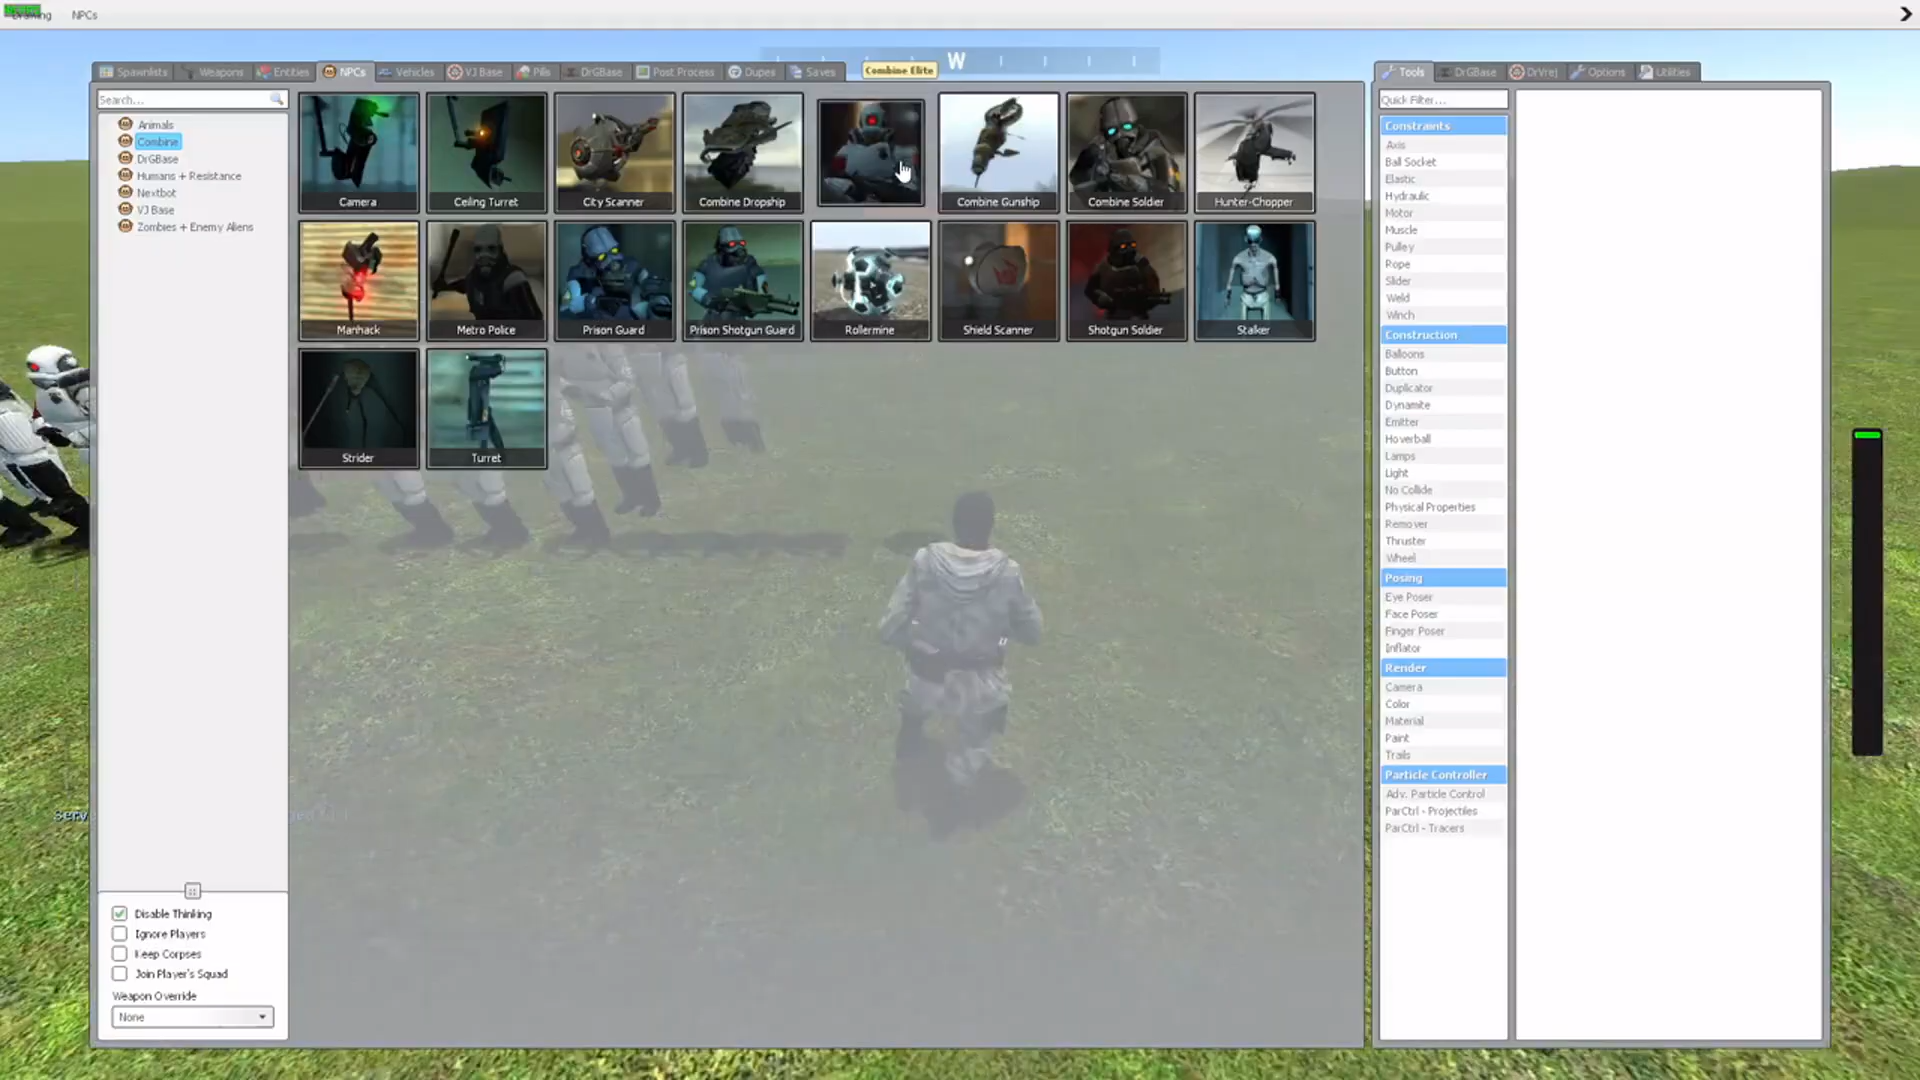 Drawing NPCs
W
Spawnlists Weapons Entities NPCs Vehicles VJ Base Pills DrGBase Post Process Dupes Saves Combine Elite
Tools DrGBase DrVrej Options Utilities
Search...
Animals
Combine
DrGBase
Humans + Resistance
Nextbot
VJ Base
Zombies + Enemy Aliens
Camera Ceiling Turret City Scanner Combine Dropship Combine Gunship Combine Soldier Hunter-Chopper
Manhack Metro Police Prison Guard Prison Shotgun Guard Rollermine Shield Scanner Shotgun Soldier Stalker
Strider Turret
Serv
Disable Thinking
Ignore Players
Keep Corpses
Join Player's Squad
Weapon Override
None
Quick Filter...
Constraints
Axis
Ball Socket
Elastic
Hydraulic
Motor
Muscle
Pulley
Rope
Slider
Weld
Winch
Construction
Balloons
Button
Duplicator
Dynamite
Emitter
Hoverball
Lamps
Light
No Collide
Physical Properties
Remover
Thruster
Wheel
Posing
Eye Poser
Face Poser
Finger Poser
Inflator
Render
Camera
Color
Material
Paint
Trails
Particle Controller
Adv. Particle Control
ParCtrl - Projectiles
ParCtrl - Tracers